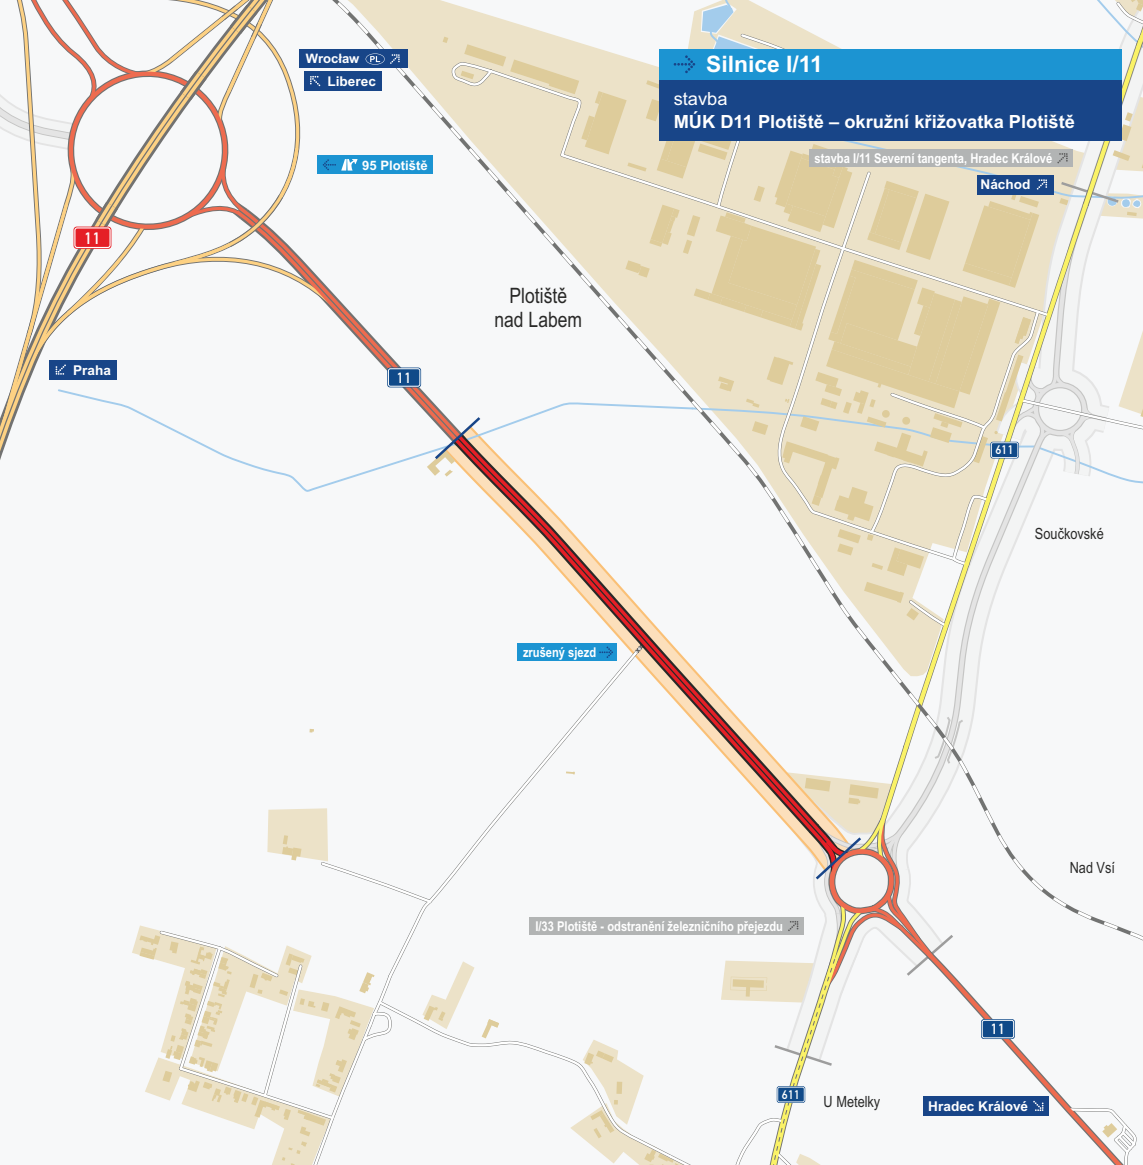 Wrocław PL
Liberec
Silnice I/11
stavba
MÚK D11 Plotiště – okružní křižovatka Plotiště
stavba I/11 Severní tangenta, Hradec Králové
95 Plotiště
Náchod
11
Plotiště
nad Labem
Praha
11
611
Součkovské
zrušený sjezd
Nad Vsí
I/33 Plotiště - odstranění železničního přejezdu
11
611
U Metelky
Hradec Králové